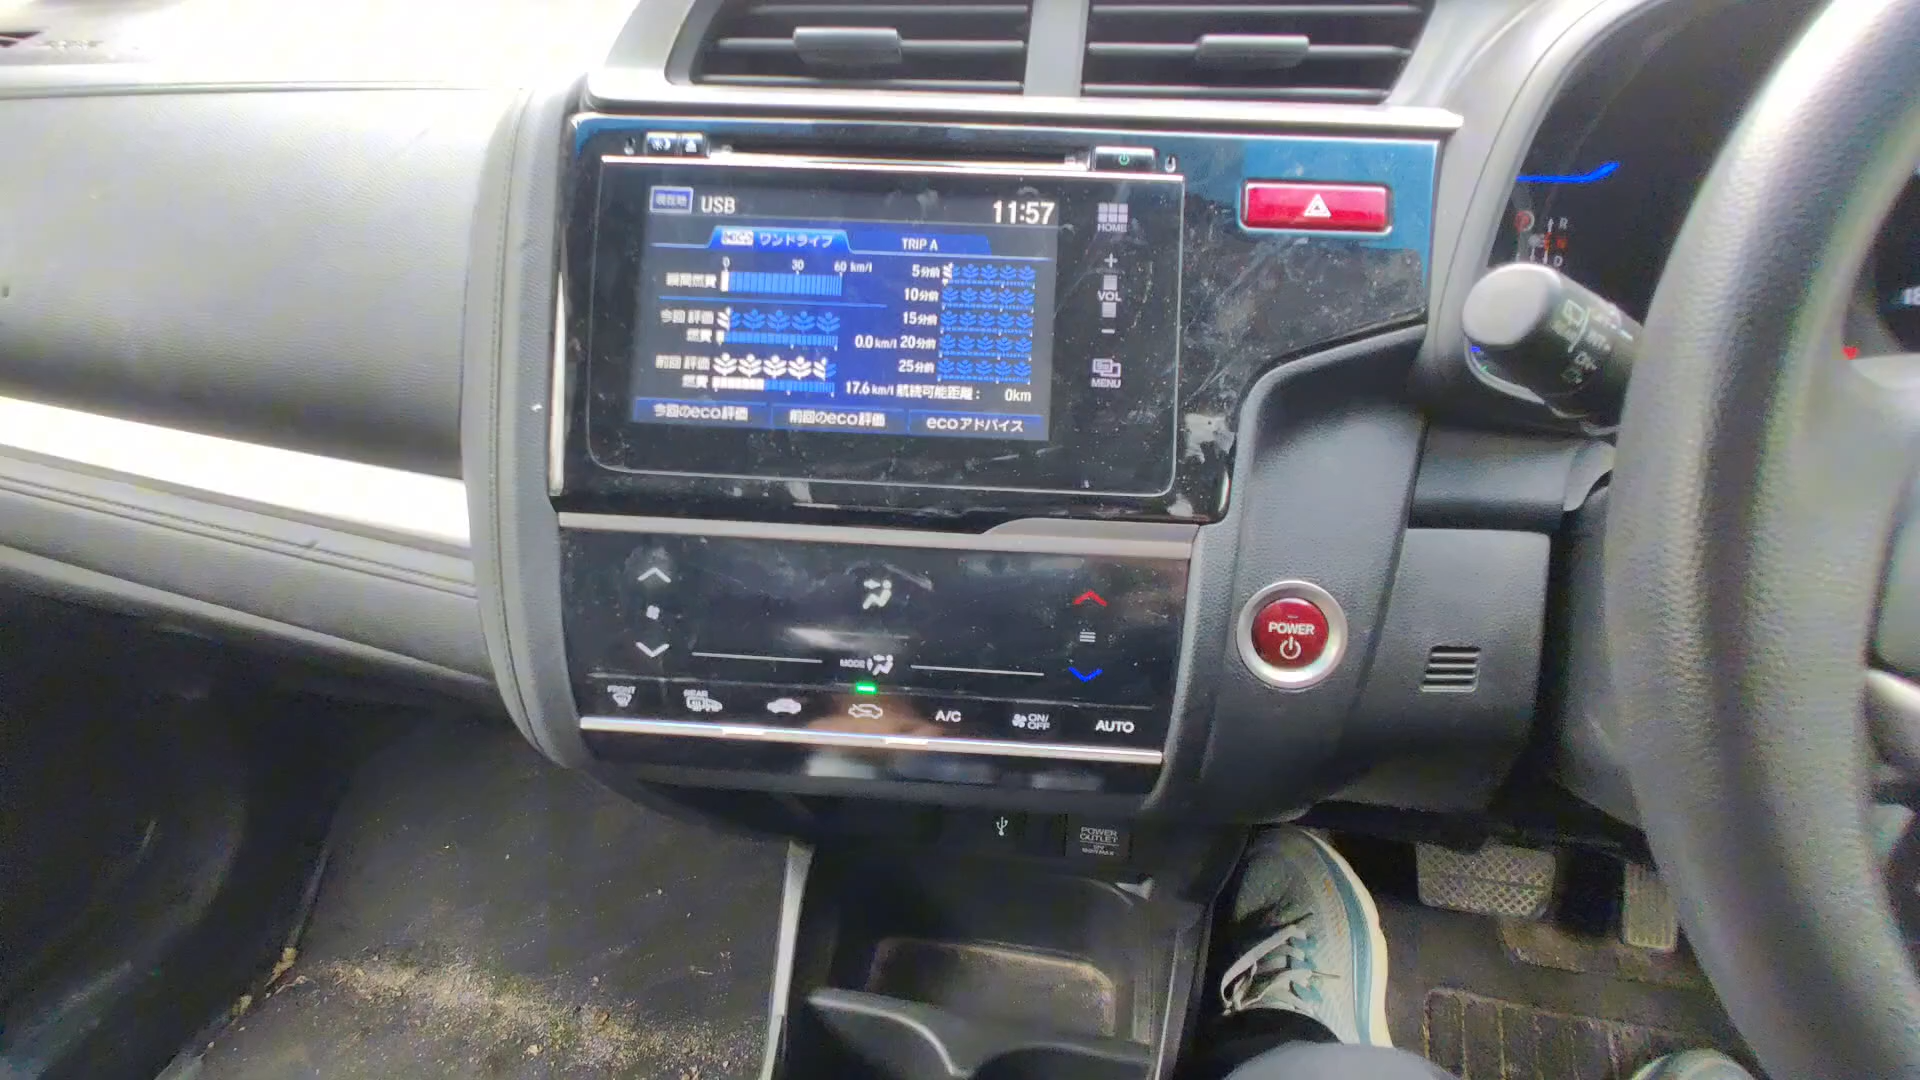 現在地 USB 11:57
ワンドライブ TRIP A
0 30 60 km/l
瞬間燃費
今回 評価
燃費 0.0 km/l
前回 評価
燃費 17.6 km/l
5分前
10分前
15分前
20分前
25分前
航続可能距離： 0km
今回のeco評価 前回のeco評価 ecoアドバイス
HOME
+
VOL
−
MENU
R
N
D
POWER
MODE
FRONT REAR A/C ON/OFF AUTO
POWER
OUTLET